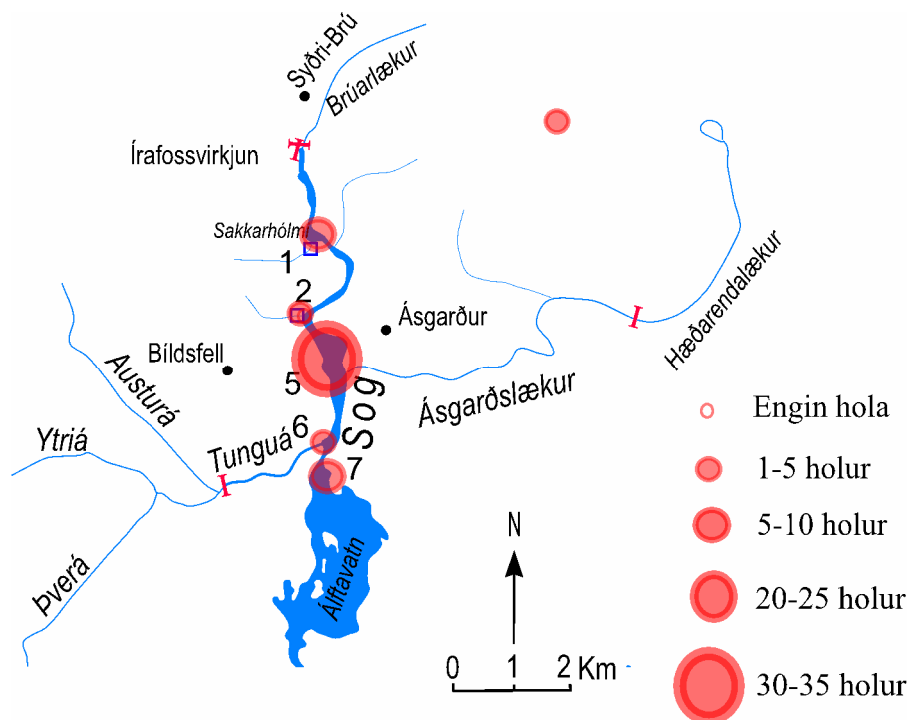 Syðri-Brú
Brúarlækur
Írafossvirkjun
Sakkarhólmi
1
2
Ásgarður
Hæðarendalækur
Bíldsfell
Austurá
5
Sog
Ásgarðslækur
Engin hola
6
Ytriá
Tunguá
7
1-5 holur
N
5-10 holur
Þverá
Álftavatn
20-25 holur
0 1 2 Km
30-35 holur